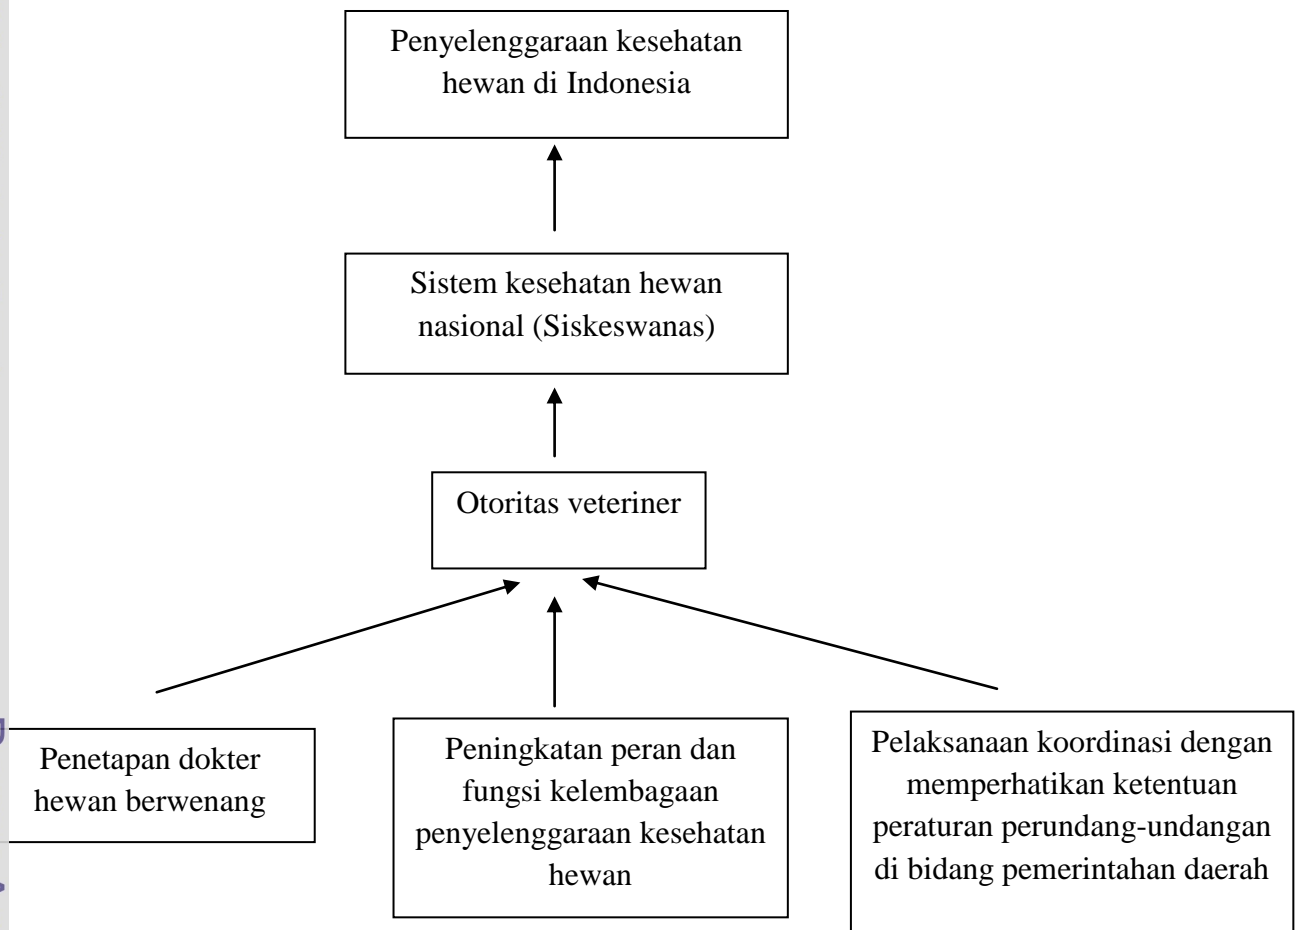 Penyelenggaraan kesehatan
hewan di Indonesia
Sistem kesehatan hewan
nasional (Siskeswanas)
Otoritas veteriner
Penetapan dokter
hewan berwenang
Peningkatan peran dan
fungsi kelembagaan
penyelenggaraan kesehatan
hewan
Pelaksanaan koordinasi dengan
memperhatikan ketentuan
peraturan perundang-undangan
di bidang pemerintahan daerah